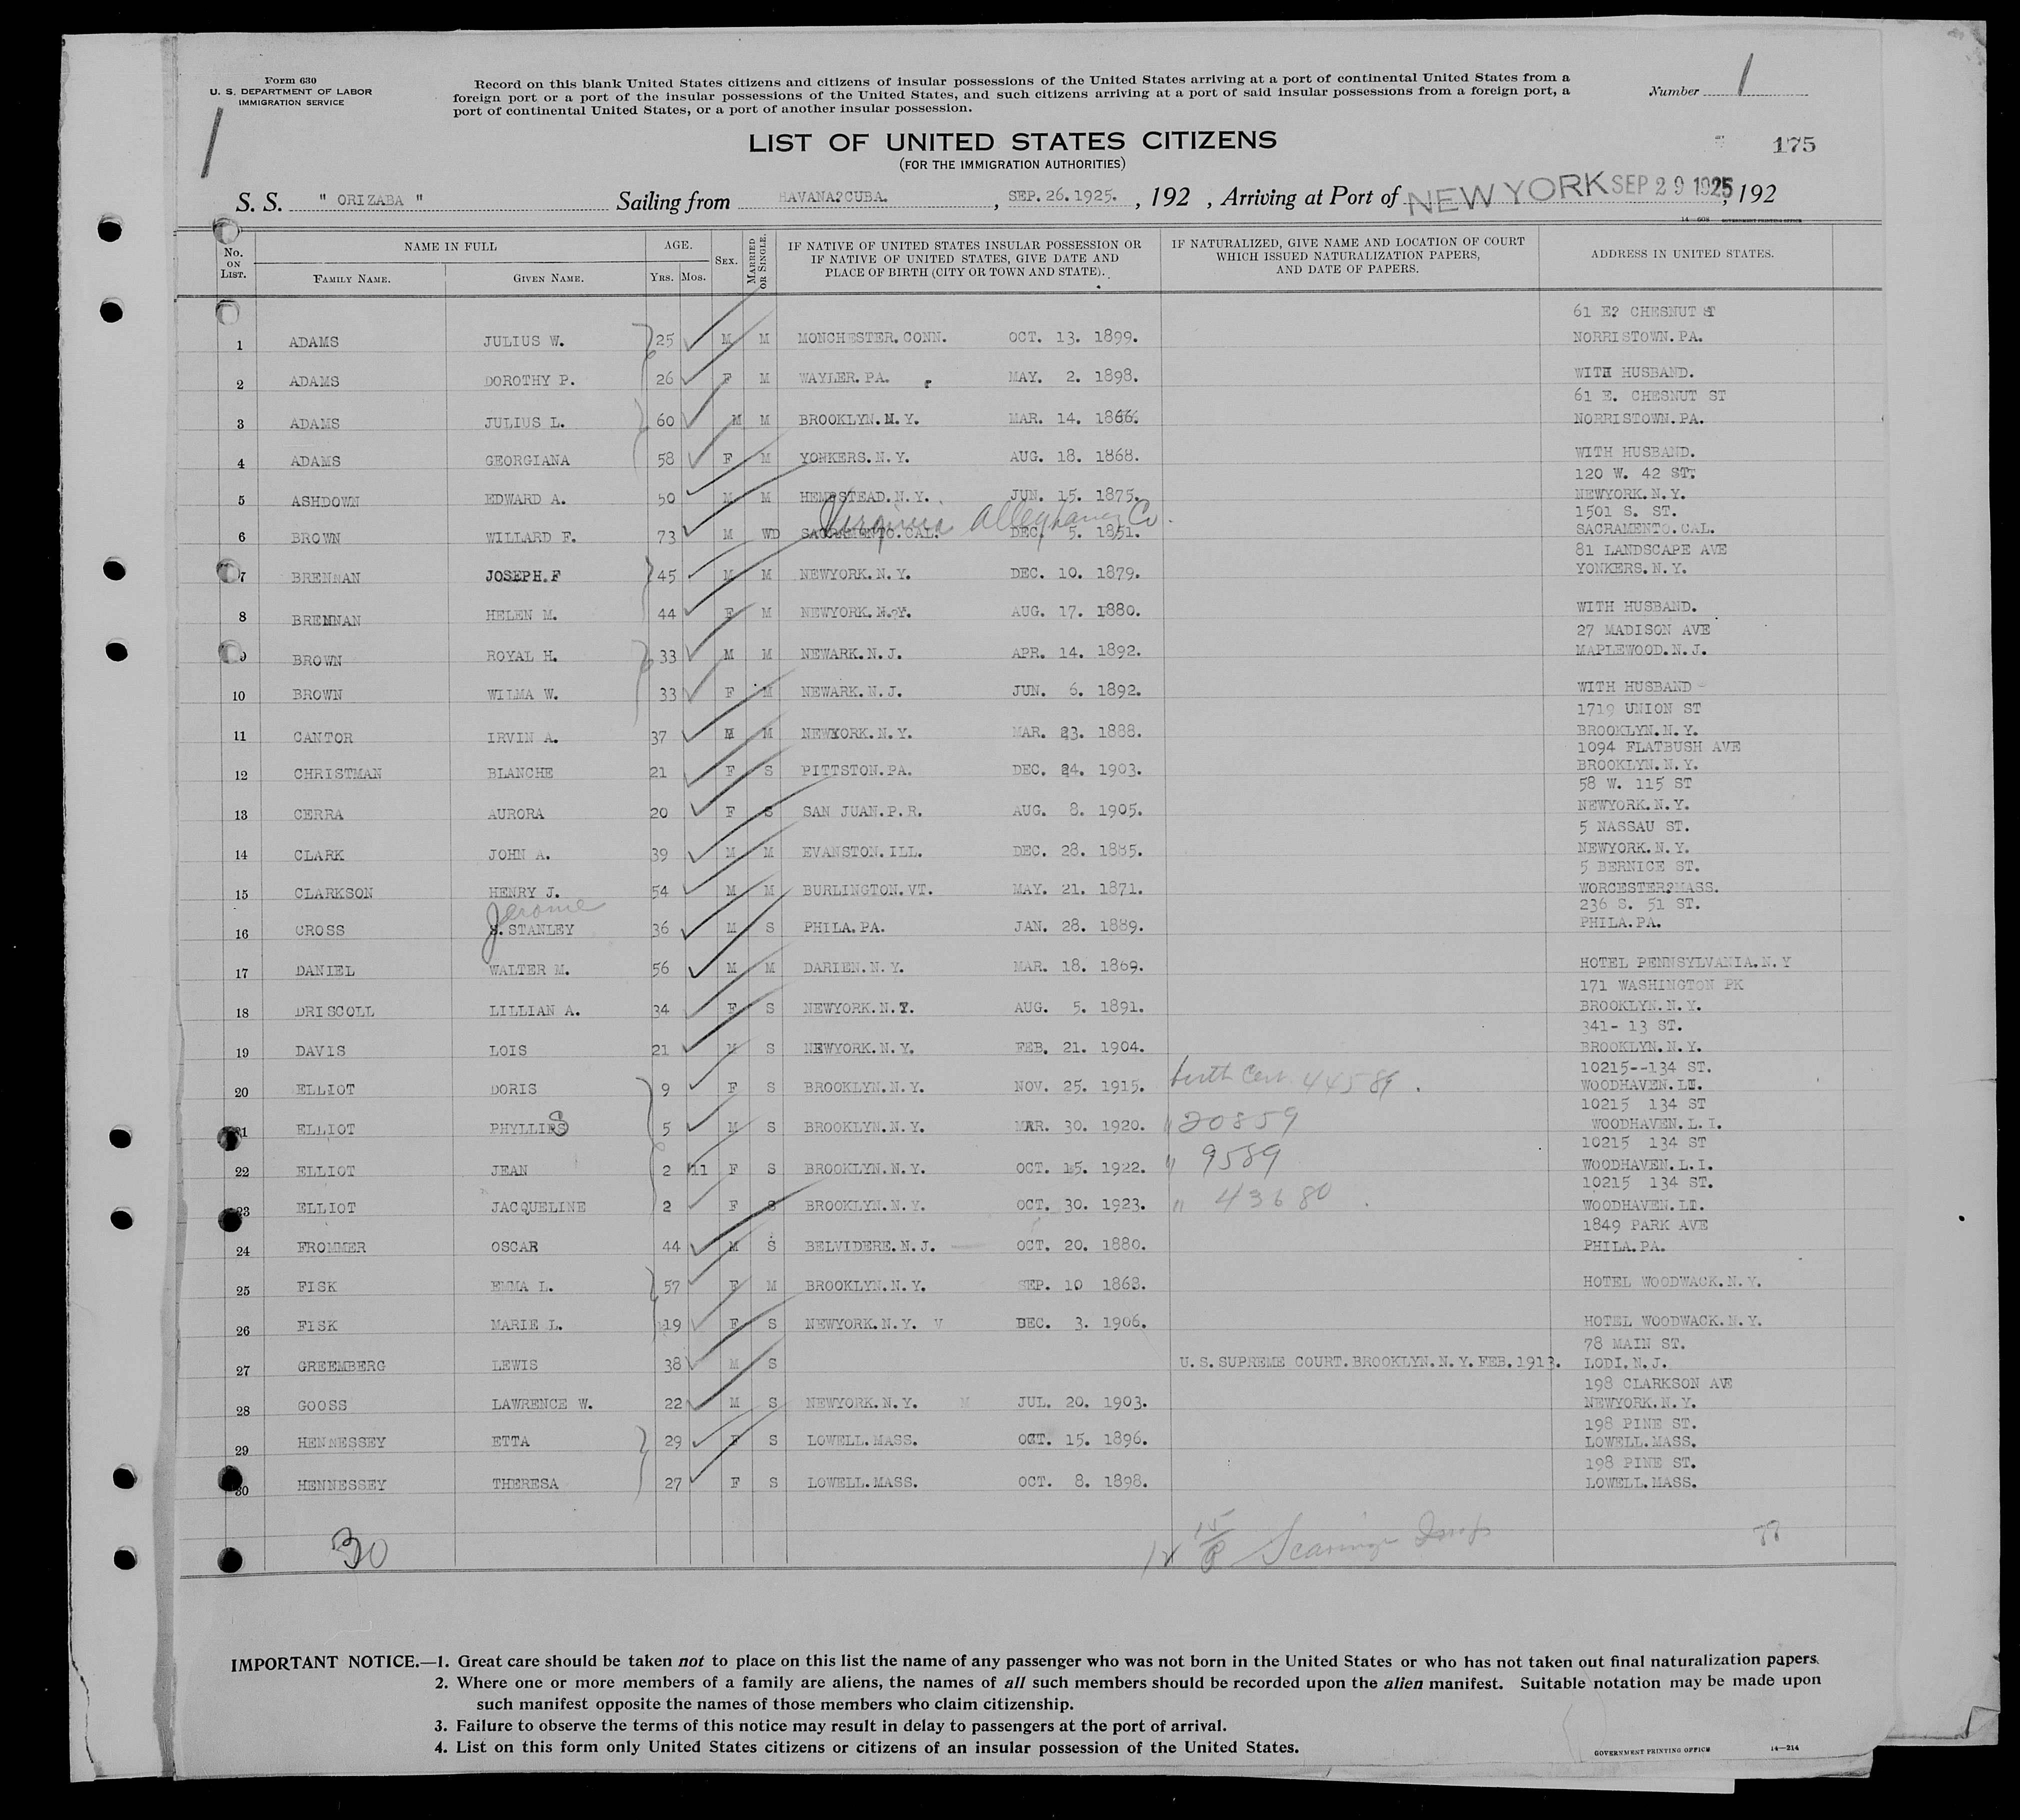 Form 630
U. S. DEPARTMENT OF LABOR
IMMIGRATION SERVICE
Record on this blank United States citizens and citizens of insular possessions of the United States arriving at a port of continental United States from a
foreign port or a port of the insular possessions of the United States, and such citizens arriving at a port of said insular possessions from a foreign port, a
port of continental United States, or a port of another insular possession.
Number 1
1
LIST OF UNITED STATES CITIZENS
(FOR THE IMMIGRATION AUTHORITIES)
175
S. S. " ORIZABA " Sailing from HAVANA?CUBA. , SEP. 26. 1925. , 192 , Arriving at Port of NEW YORK SEP 29 1925, 192
14—608 GOVERNMENT PRINTING OFFICE
No. ON LIST. NAME IN FULL AGE. SEX. MARRIED OR SINGLE. IF NATIVE OF UNITED STATES INSULAR POSSESSION OR IF NATIVE OF UNITED STATES, GIVE DATE AND PLACE OF BIRTH (CITY OR TOWN AND STATE). IF NATURALIZED, GIVE NAME AND LOCATION OF COURT WHICH ISSUED NATURALIZATION PAPERS, AND DATE OF PAPERS. ADDRESS IN UNITED STATES.
FAMILY NAME. GIVEN NAME. YRS. MOS.
61 E? CHESNUT ST
1 ADAMS JULIUS W. 25 M M MONCHESTER. CONN. OCT. 13. 1899. NORRISTOWN. PA.
2 ADAMS DOROTHY P. 26 F M WAYLER. PA. MAY. 2. 1898. WITH HUSBAND.
61 E. CHESNUT ST
3 ADAMS JULIUS L. 60 M M BROOKLYN. N. Y. MAR. 14. 1866. NORRISTOWN. PA.
4 ADAMS GEORGIANA 58 F M YONKERS. N. Y. AUG. 18. 1868. WITH HUSBAND.
120 W. 42 ST.
5 ASHDOWN EDWARD A. 50 M M HEMPSTEAD. N. Y. JUN. 15. 1875. NEWYORK. N. Y.
Virginia Alleghaney Co. 1501 S. ST.
6 BROWN WILLARD F. 73 M WD SACRAMENTO. CAL. DEC. 5. 1851. SACRAMENTO. CAL.
81 LANDSCAPE AVE
7 BRENNAN JOSEPH. F 45 M M NEWYORK. N. Y. DEC. 10. 1879. YONKERS. N. Y.
8 BRENNAN HELEN M. 44 F M NEWYORK. N. Y. AUG. 17. 1880. WITH HUSBAND.
27 MADISON AVE
9 BROWN ROYAL H. 33 M M NEWARK. N. J. APR. 14. 1892. MAPLEWOOD. N. J.
10 BROWN WILMA W. 33 F M NEWARK. N. J. JUN. 6. 1892. WITH HUSBAND
1719 UNION ST
11 CANTOR IRVIN A. 37 M M NEWYORK. N. Y. MAR. 23. 1888. BROOKLYN. N. Y.
1094 FLATBUSH AVE
12 CHRISTMAN BLANCHE 21 F S PITTSTON. PA. DEC. 24. 1903. BROOKLYN. N. Y.
58 W. 115 ST
13 CERRA AURORA 20 F S SAN JUAN. P. R. AUG. 8. 1905. NEWYORK. N. Y.
5 NASSAU ST.
14 CLARK JOHN A. 39 M M EVANSTON. ILL. DEC. 28. 1885. NEWYORK. N. Y.
5 BERNICE ST.
15 CLARKSON HENRY J. 54 M M BURLINGTON. VT. MAY. 21. 1871. WORCESTER?MASS.
Jerome 236 S. 51 ST.
16 CROSS S. STANLEY 36 M S PHILA. PA. JAN. 28. 1889. PHILA. PA.
17 DANIEL WALTER M. 56 M M DARIEN. N. Y. MAR. 18. 1869. HOTEL PENNSYLVANIA. N. Y
171 WASHINGTON PK
18 DRISCOLL LILLIAN A. 34 F S NEWYORK. N. Y. AUG. 5. 1891. BROOKLYN. N. Y.
341- 13 ST.
19 DAVIS LOIS 21 M S NEWYORK. N. Y. FEB. 21. 1904. BROOKLYN. N. Y.
10215--134 ST.
20 ELLIOT DORIS 9 F S BROOKLYN. N. Y. NOV. 25. 1915. birth Cert 44589 . WOODHAVEN. LI.
10215 134 ST
21 ELLIOT PHYLLIS 5 M S BROOKLYN. N. Y. MAR. 30. 1920. " 20859 WOODHAVEN. L. I.
10215 134 ST
22 ELLIOT JEAN 2 11 F S BROOKLYN. N. Y. OCT. 15. 1922. " 9589 WOODHAVEN. L. I.
10215 134 ST.
23 ELLIOT JACQUELINE 2 F S BROOKLYN. N. Y. OCT. 30. 1923. " 43680 WOODHAVEN. LI.
1849 PARK AVE
24 FROMMER OSCAR 44 M S BELVIDERE. N. J. OCT. 20. 1880. PHILA. PA.
25 FISK EMMA L. 57 F M BROOKLYN. N. Y. SEP. 10 1868. HOTEL WOODWACK. N. Y.
26 FISK MARIE L. 19 F S NEWYORK. N. Y. V DEC. 3. 1906. HOTEL WOODWACK. N. Y.
78 MAIN ST.
27 GREEMBERG LEWIS 38 M S U. S. SUPREME COURT. BROOKLYN. N. Y. FEB. 1913. LODI. N. J.
198 CLARKSON AVE
28 GOOSS LAWRENCE W. 22 M S NEWYORK. N. Y. M JUL. 20. 1903. NEWYORK. N. Y.
198 PINE ST.
29 HENNESSEY ETTA 29 F S LOWELL. MASS. OCT. 15. 1896. LOWELL. MASS.
198 PINE ST.
30 HENNESSEY THERESA 27 F S LOWELL. MASS. OCT. 8. 1898. LOWELL. MASS.
30
IMPORTANT NOTICE.—1. Great care should be taken not to place on this list the name of any passenger who was not born in the United States or who has not taken out final naturalization papers.
2. Where one or more members of a family are aliens, the names of all such members should be recorded upon the alien manifest. Suitable notation may be made upon
such manifest opposite the names of those members who claim citizenship.
3. Failure to observe the terms of this notice may result in delay to passengers at the port of arrival.
4. List on this form only United States citizens or citizens of an insular possession of the United States.
GOVERNMENT PRINTING OFFICE 14—214